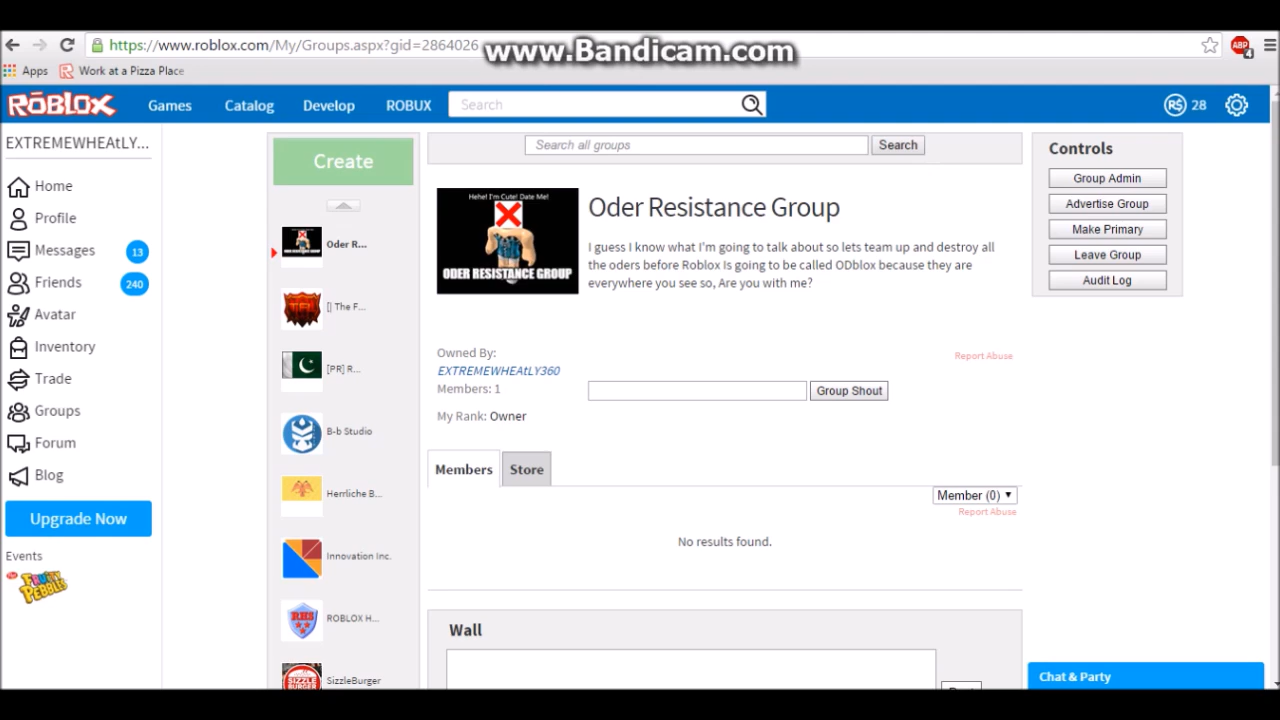 www.Bandicam.com
https://www.roblox.com/My/Groups.aspx?gid=2864026
ABP
4
Apps
Work at a Pizza Place
ROBLOX
Games
Catalog
Develop
ROBUX
Search
R$
28
EXTREMEWHEAtLY...
Home
Profile
Messages
13
Friends
240
Avatar
Inventory
Trade
Groups
Forum
Blog
Upgrade Now
Events
FRUITY PEBBLES
Create
Oder R...
[] The F...
[PR] R...
B-b Studio
Herrliche B...
Innovation Inc.
RHS
ROBLOX H...
SIZZLE BURGER
SizzleBurger
Search all groups
Search
Hehe! I'm Cute! Date Me!
ODER RESISTANCE GROUP
Oder Resistance Group
I guess I know what I'm going to talk about so lets team up and destroy all
the oders before Roblox Is going to be called ODblox because they are
everywhere you see so, Are you with me?
Owned By:
EXTREMEWHEAtLY360
Members: 1
My Rank: Owner
Report Abuse
Group Shout
Members
Store
Member (0)
Report Abuse
No results found.
Wall
Controls
Group Admin
Advertise Group
Make Primary
Leave Group
Audit Log
Chat & Party